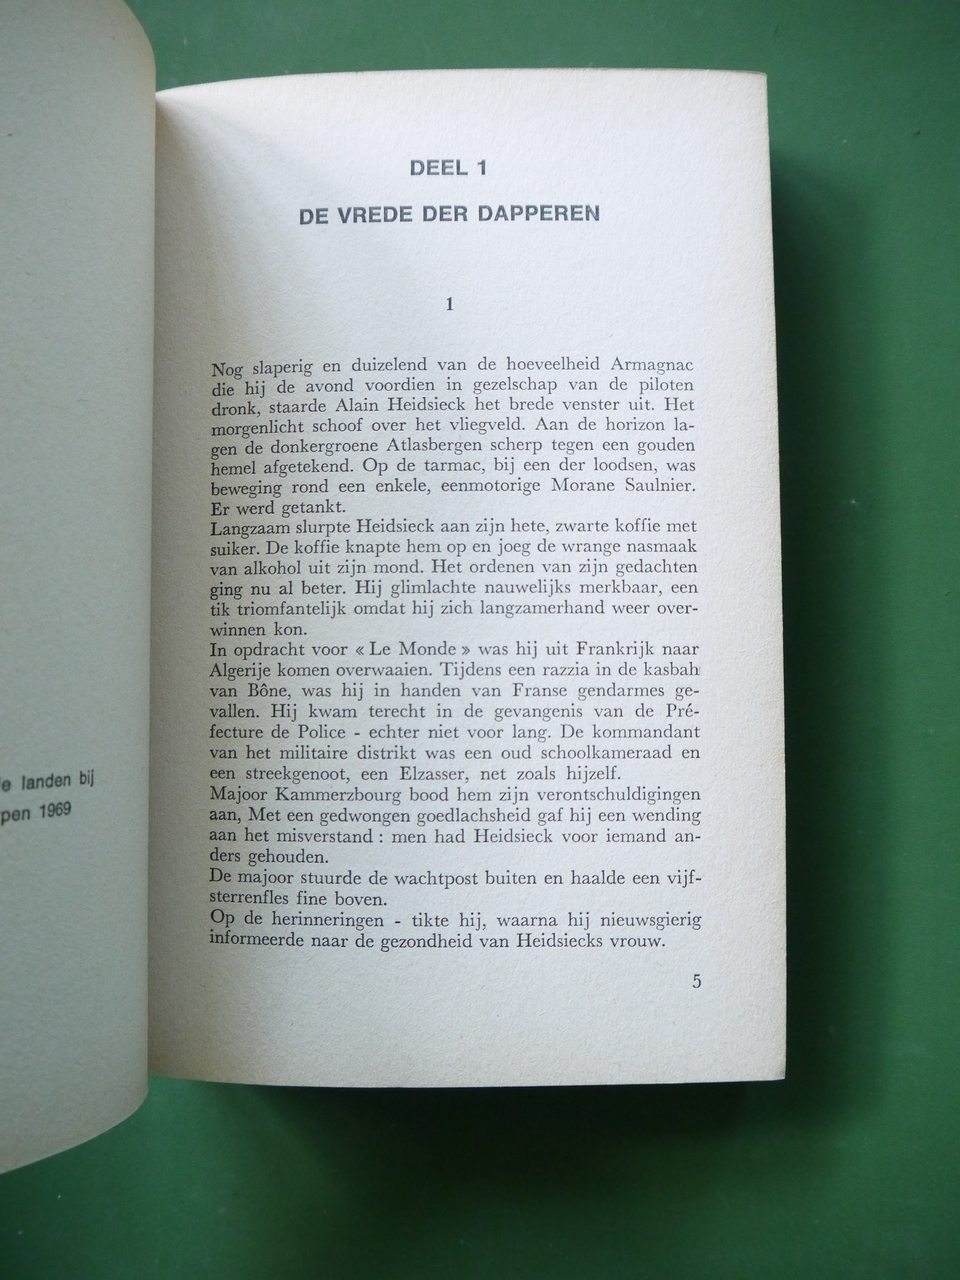 e landen bij
pen 1969
DEEL 1
DE VREDE DER DAPPEREN
1
Nog slaperig en duizelend van de hoeveelheid Armagnac
die hij de avond voordien in gezelschap van de piloten
dronk, staarde Alain Heidsieck het brede venster uit. Het
morgenlicht schoof over het vliegveld. Aan de horizon la-
gen de donkergroene Atlasbergen scherp tegen een gouden
hemel afgetekend. Op de tarmac, bij een der loodsen, was
beweging rond een enkele, eenmotorige Morane Saulnier.
Er werd getankt.
Langzaam slurpte Heidsieck aan zijn hete, zwarte koffie met
suiker. De koffie knapte hem op en joeg de wrange nasmaak
van alkohol uit zijn mond. Het ordenen van zijn gedachten
ging nu al beter. Hij glimlachte nauwelijks merkbaar, een
tik triomfantelijk omdat hij zich langzamerhand weer over-
winnen kon.
In opdracht voor « Le Monde » was hij uit Frankrijk naar
Algerije komen overwaaien. Tijdens een razzia in de kasbah
van Bône, was hij in handen van Franse gendarmes ge-
vallen. Hij kwam terecht in de gevangenis van de Pré-
fecture de Police - echter niet voor lang. De kommandant
van het militaire distrikt was een oud schoolkameraad en
een streekgenoot, een Elzasser, net zoals hijzelf.
Majoor Kammerzbourg bood hem zijn verontschuldigingen
aan, Met een gedwongen goedlachsheid gaf hij een wending
aan het misverstand : men had Heidsieck voor iemand an-
ders gehouden.
De majoor stuurde de wachtpost buiten en haalde een vijf-
sterrenfles fine boven.
Op de herinneringen - tikte hij, waarna hij nieuwsgierig
informeerde naar de gezondheid van Heidsiecks vrouw.
5